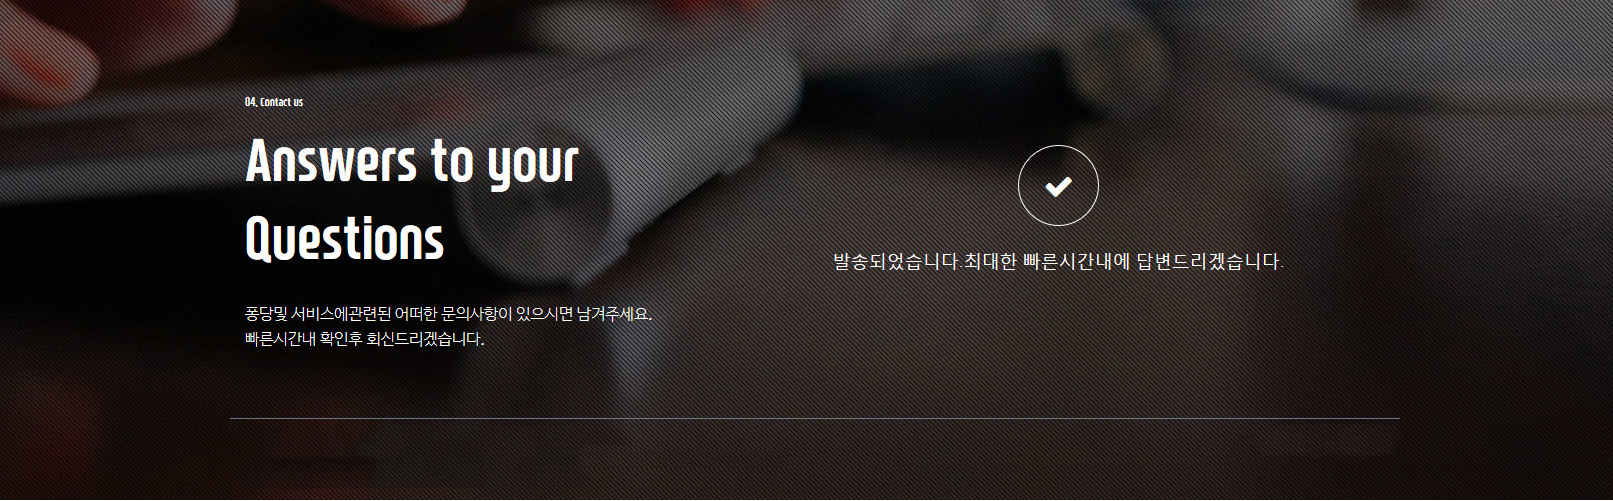 04. Contact us
Answers to your
Questions
퐁당및 서비스에관련된 어떠한 문의사항이 있으시면 남겨주세요.
빠른시간내 확인후 회신드리겠습니다.
발송되었습니다.최대한 빠른시간내에 답변드리겠습니다.